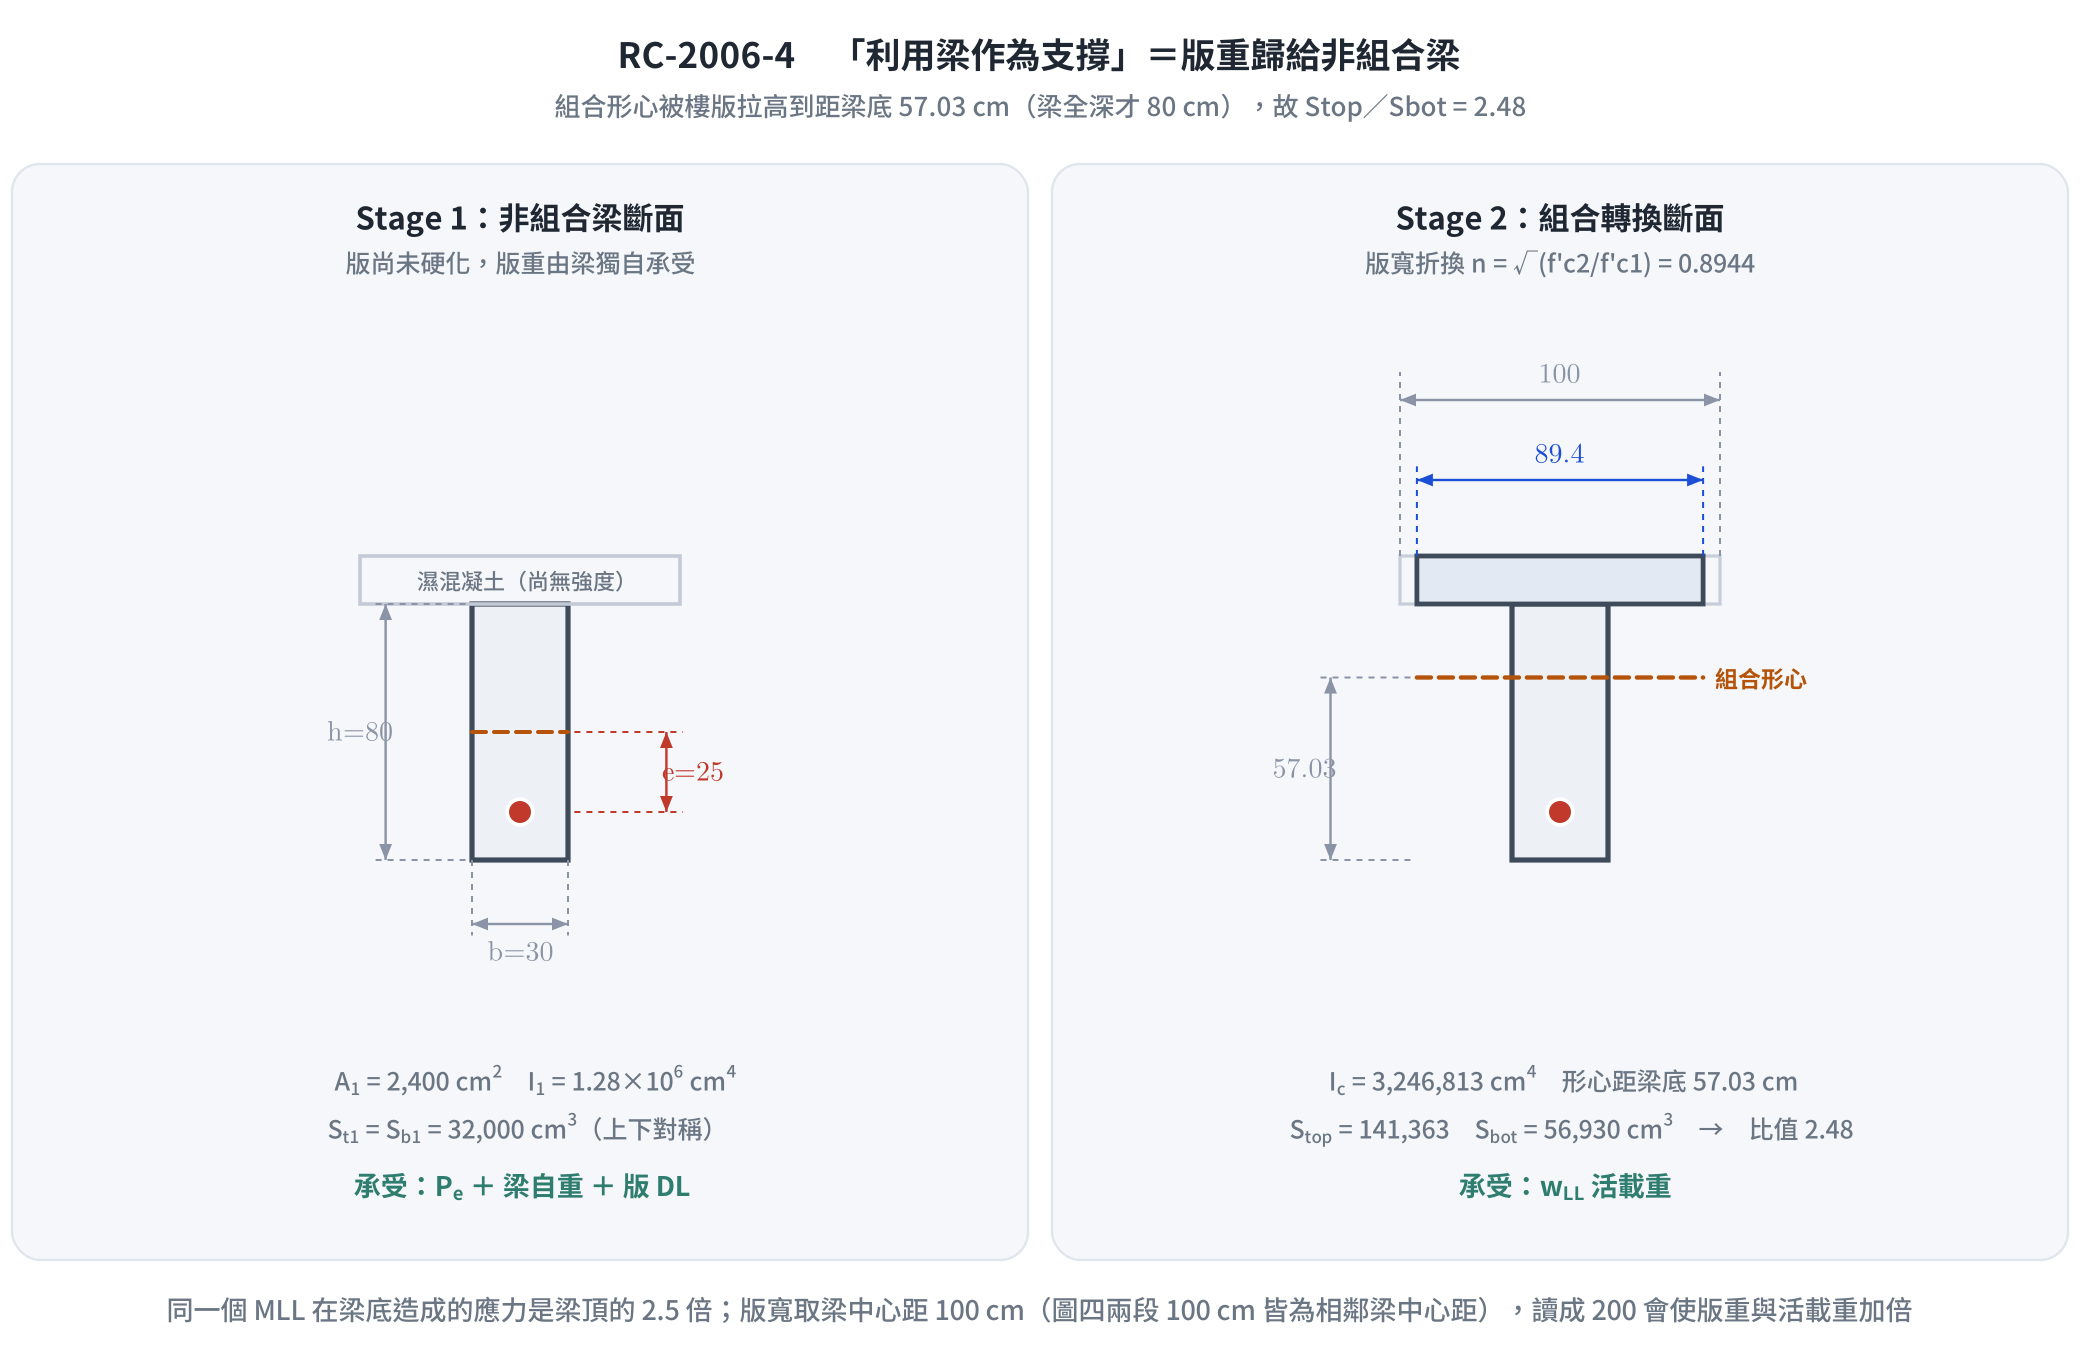 RC-2006-4 「利用梁作為支撐」＝版重歸給非組合梁
組合形心被樓版拉高到距梁底 57.03 cm（梁全深才 80 cm），故 Stop／Sbot = 2.48
Stage 1：非組合梁斷面
版尚未硬化，版重由梁獨自承受
濕混凝土（尚無強度）
h=80
e=25
b=30
A₁ = 2,400 cm² I₁ = 1.28×10⁶ cm⁴
Sₜ₁ = S_b1 = 32,000 cm³（上下對稱）
承受：Pₑ ＋ 梁自重 ＋ 版 DL
Stage 2：組合轉換斷面
版寬折換 n = √(f'c2/f'c1) = 0.8944
100
89.4
組合形心
57.03
I_c = 3,246,813 cm⁴ 形心距梁底 57.03 cm
S_top = 141,363 S_bot = 56,930 cm³ → 比值 2.48
承受：w_LL 活載重
同一個 MLL 在梁底造成的應力是梁頂的 2.5 倍；版寬取梁中心距 100 cm（圖四兩段 100 cm 皆為相鄰梁中心距），讀成 200 會使版重與活載重加倍